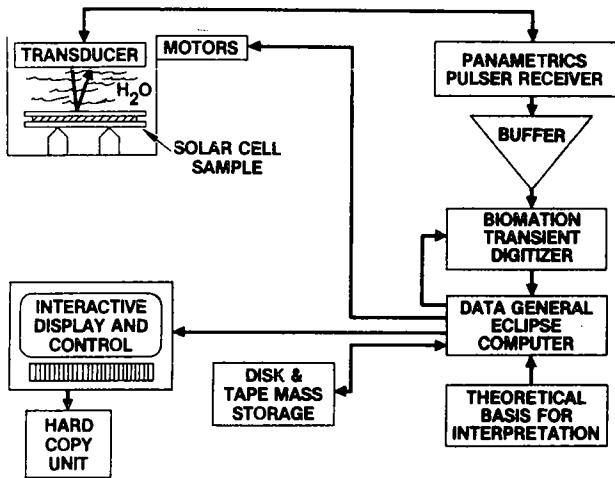 TRANSDUCER
MOTORS
H2O
SOLAR CELL
SAMPLE
PANAMETRICS
PULSER RECEIVER
BUFFER
BIOMATION
TRANSIENT
DIGITIZER
INTERACTIVE
DISPLAY AND
CONTROL
DATA GENERAL
ECLIPSE
COMPUTER
DISK &
TAPE MASS
STORAGE
THEORETICAL
BASIS FOR
INTERPRETATION
HARD
COPY
UNIT